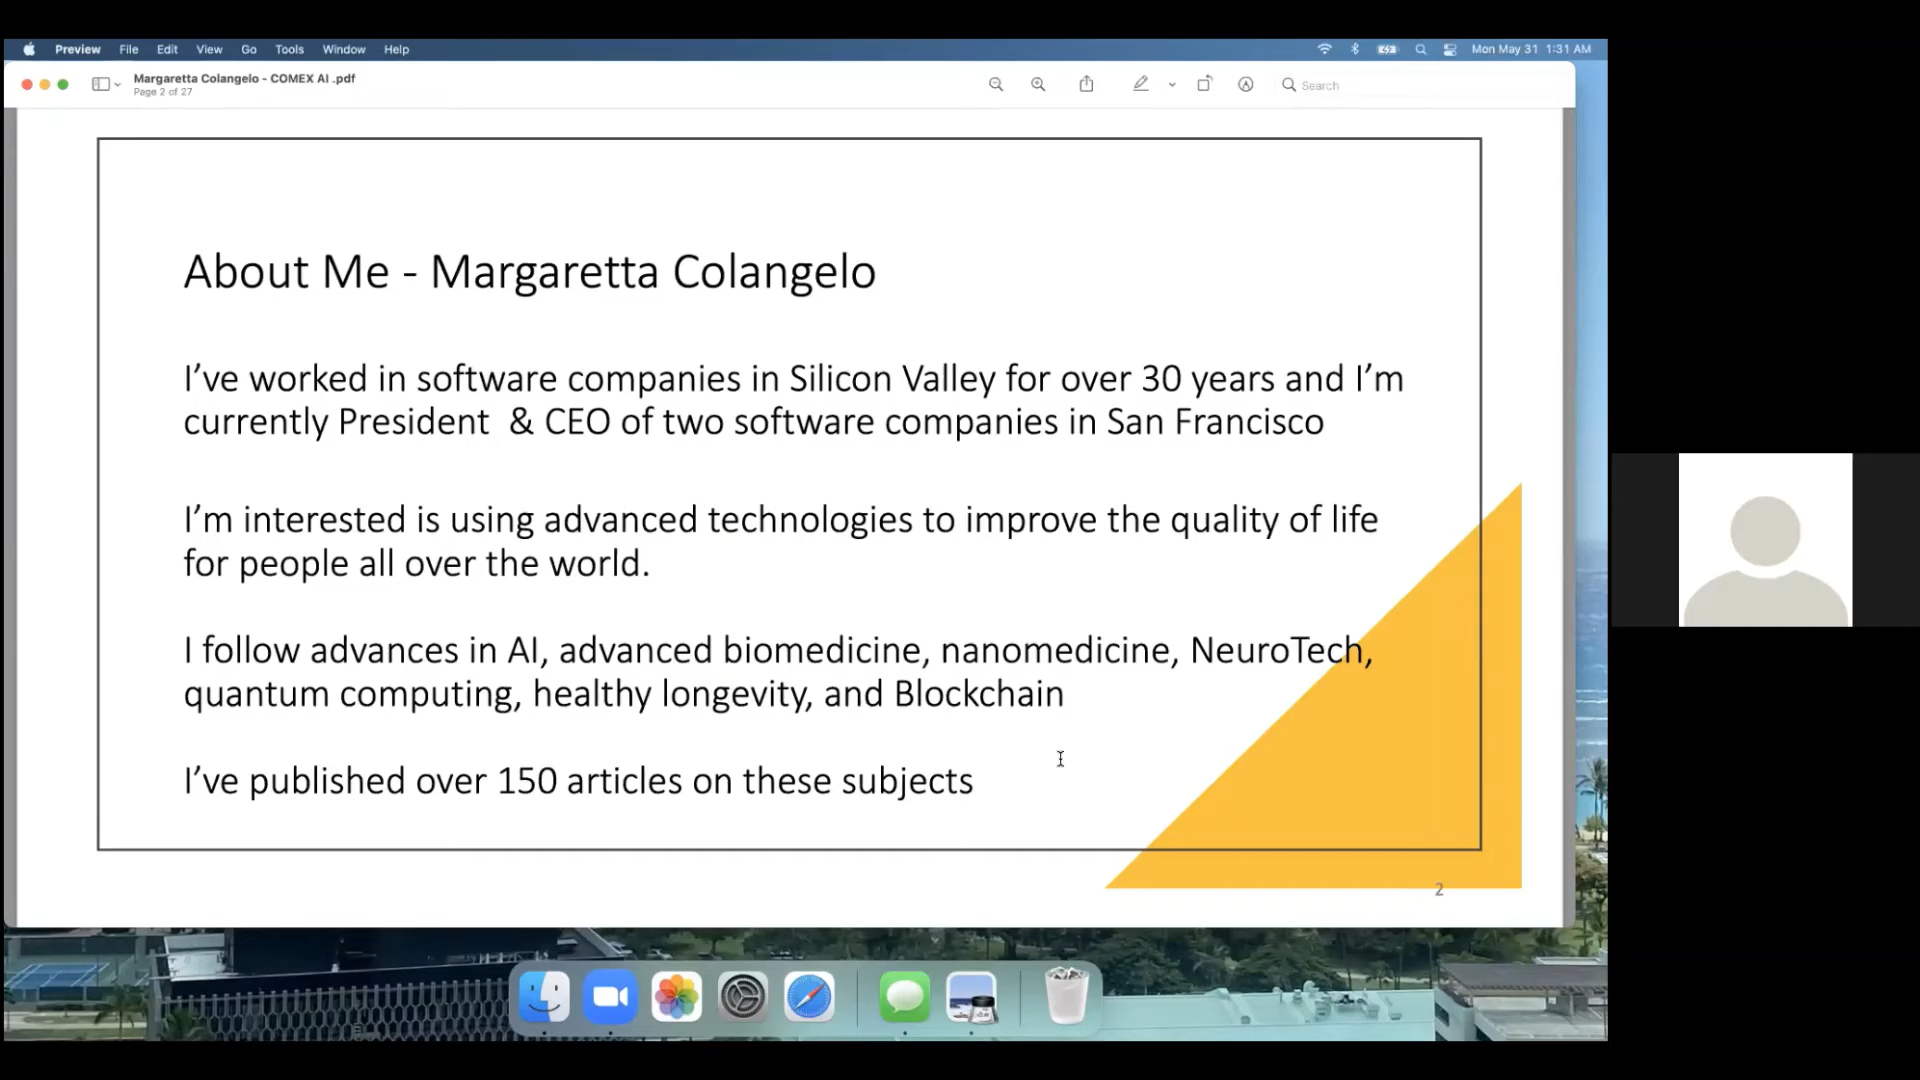 Preview File Edit View Go Tools Window Help Mon May 31 1:31 AM
Margaretta Colangelo - COMEX AI .pdf
Page 2 of 27
Search
About Me - Margaretta Colangelo
I’ve worked in software companies in Silicon Valley for over 30 years and I’m
currently President & CEO of two software companies in San Francisco
I’m interested is using advanced technologies to improve the quality of life
for people all over the world.
I follow advances in AI, advanced biomedicine, nanomedicine, NeuroTech,
quantum computing, healthy longevity, and Blockchain
I’ve published over 150 articles on these subjects
2